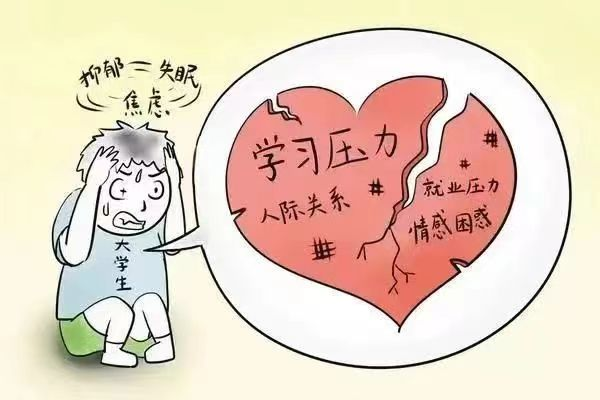 抑郁 失眠
焦虑
大学生
学习压力
人际关系
就业压力
情感困惑